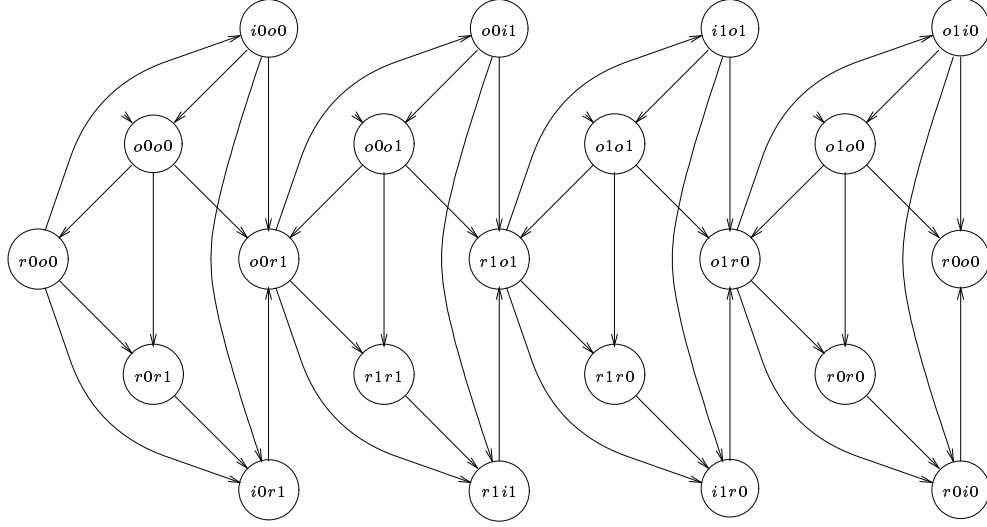 i0o0 o0i1 i1o1 o1i0
o0o0 o0o1 o1o1 o1o0
r0o0 o0r1 r1o1 o1r0 r0o0
r0r1 r1r1 r1r0 r0r0
i0r1 r1i1 i1r0 r0i0